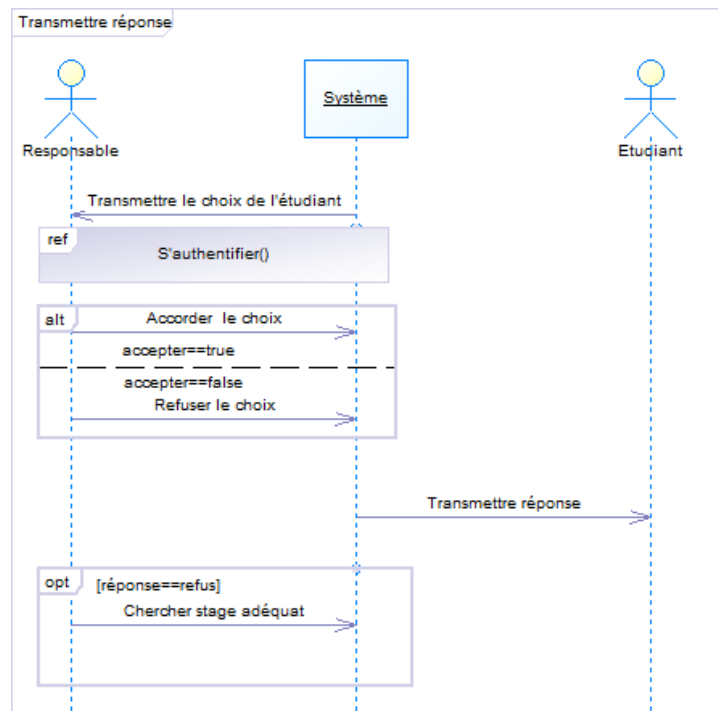 Transmettre réponse
Système
Responsable
Etudiant
Transmettre le choix de l'étudiant
ref
S'authentifier()
alt
Accorder le choix
accepter==true
accepter==false
Refuser le choix
Transmettre réponse
opt
[réponse==refus]
Chercher stage adéquat